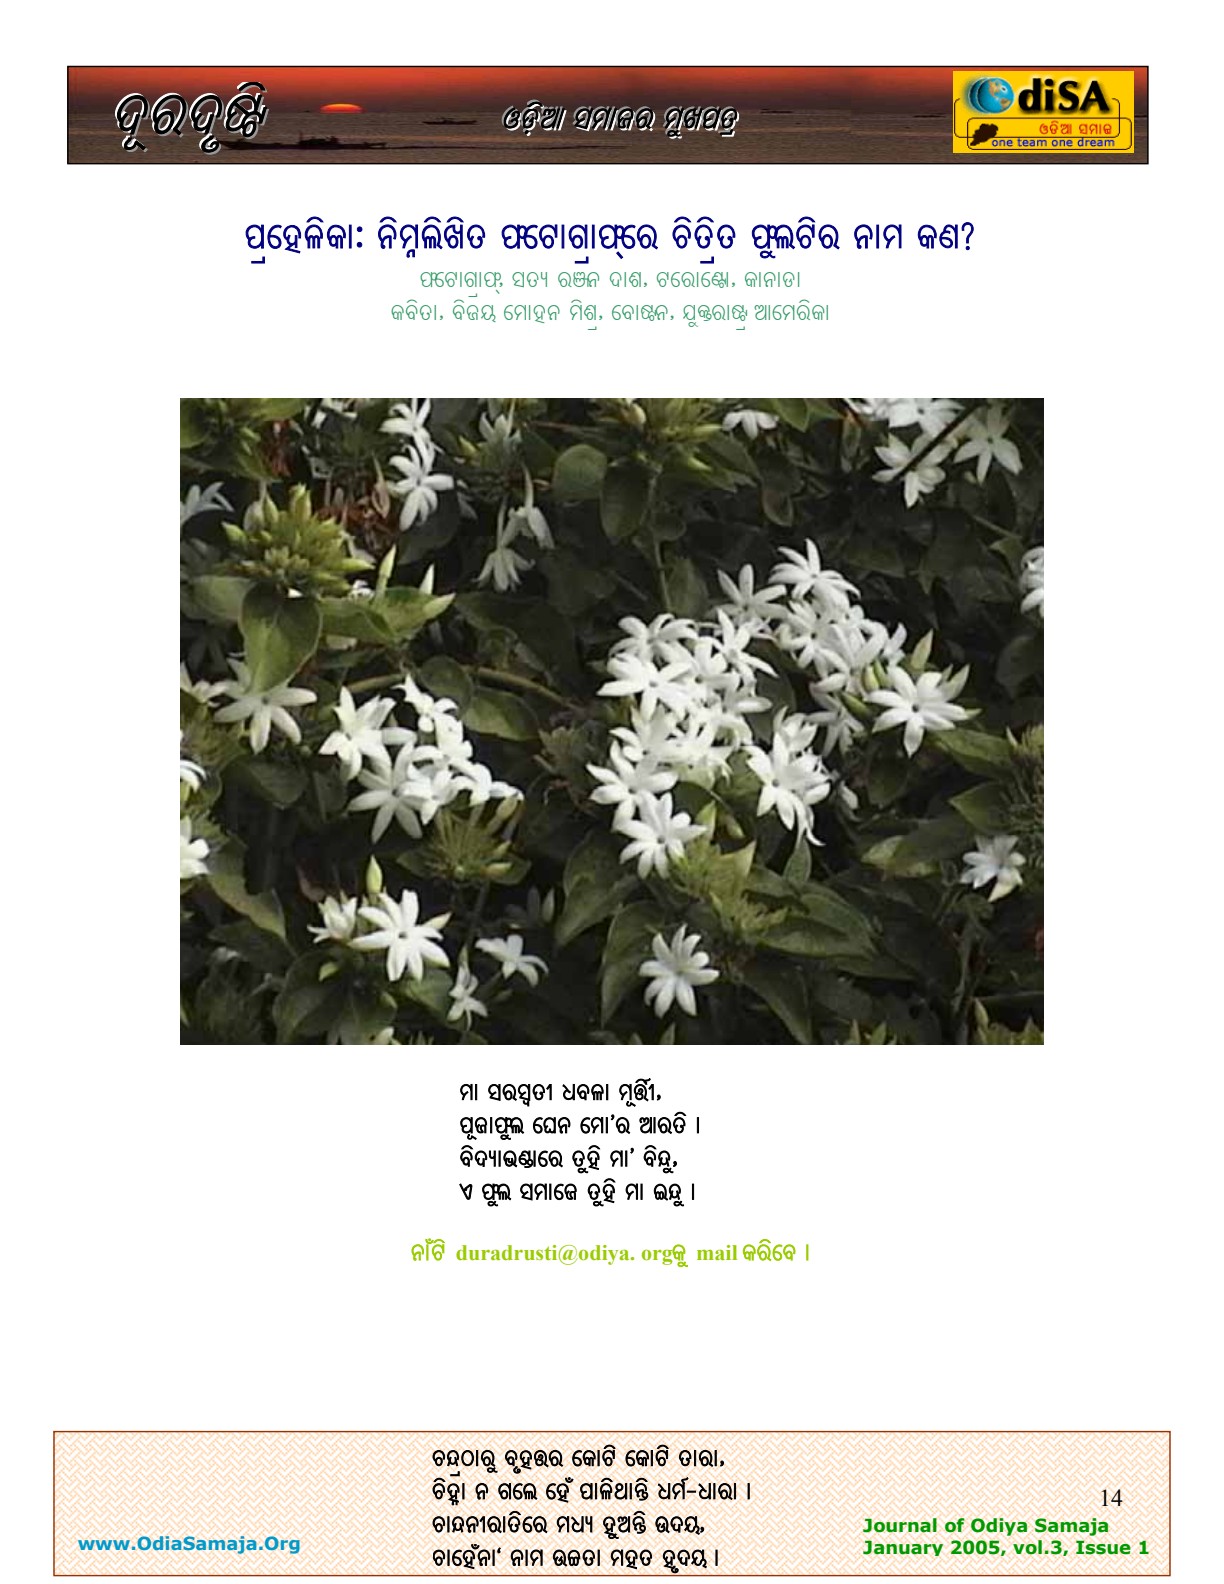 ଦୂରଦୃଷ୍ଟି
ଓଡ଼ିଆ ସମାଜର ମୁଖପତ୍ର
OdiSA
ଓଡିଆ ସମାଜ
one team one dream
ପ୍ରହେଳିକା: ନିମ୍ନଲିଖିତ ଫଟୋଗ୍ରାଫ୍‌ରେ ଚିତ୍ରିତ ଫୁଲଟିର ନାମ କଣ?
ଫଟୋଗ୍ରାଫ୍, ସତ୍ୟ ରଞ୍ଜନ ଦାଶ, ଟରୋଣ୍ଟୋ, କାନାଡା
କବିତା, ବିଜୟ ମୋହନ ମିଶ୍ର, ବୋଷ୍ଟନ, ଯୁକ୍ତରାଷ୍ଟ୍ର ଆମେରିକା
ମା ସରସ୍ୱତୀ ଧବଳା ମୂର୍ତ୍ତୀ,
ପୂଜାଫୁଲ ଘେନ ମୋ'ର ଆରତି ।
ବିଦ୍ୟାଭଣ୍ଡାରେ ତୁହି ମା' ବିନ୍ଦୁ,
ଏ ଫୁଲ ସମାଜେ ତୁହି ମା ଇନ୍ଦୁ ।
ନାଁଟି duradrusti@odiya. orgକୁ mail କରିବେ ।
ଚନ୍ଦ୍ରଠାରୁ ବୃହତ୍ତର କୋଟି କୋଟି ତାରା,
ଚିହ୍ନା ନ ଗଲେ ହେଁ ପାଳିଥାନ୍ତି ଧର୍ମ-ଧାରା ।
ଚାନ୍ଦନୀରାତିରେ ମଧ୍ୟ ହୁଅନ୍ତି ଉଦୟ,
ଚାହେଁନା‘ ନାମ ଉଚ୍ଚତା ମହତ ହୃଦୟ ।
14
www.OdiaSamaja.Org
Journal of Odiya Samaja
January 2005, vol.3, Issue 1